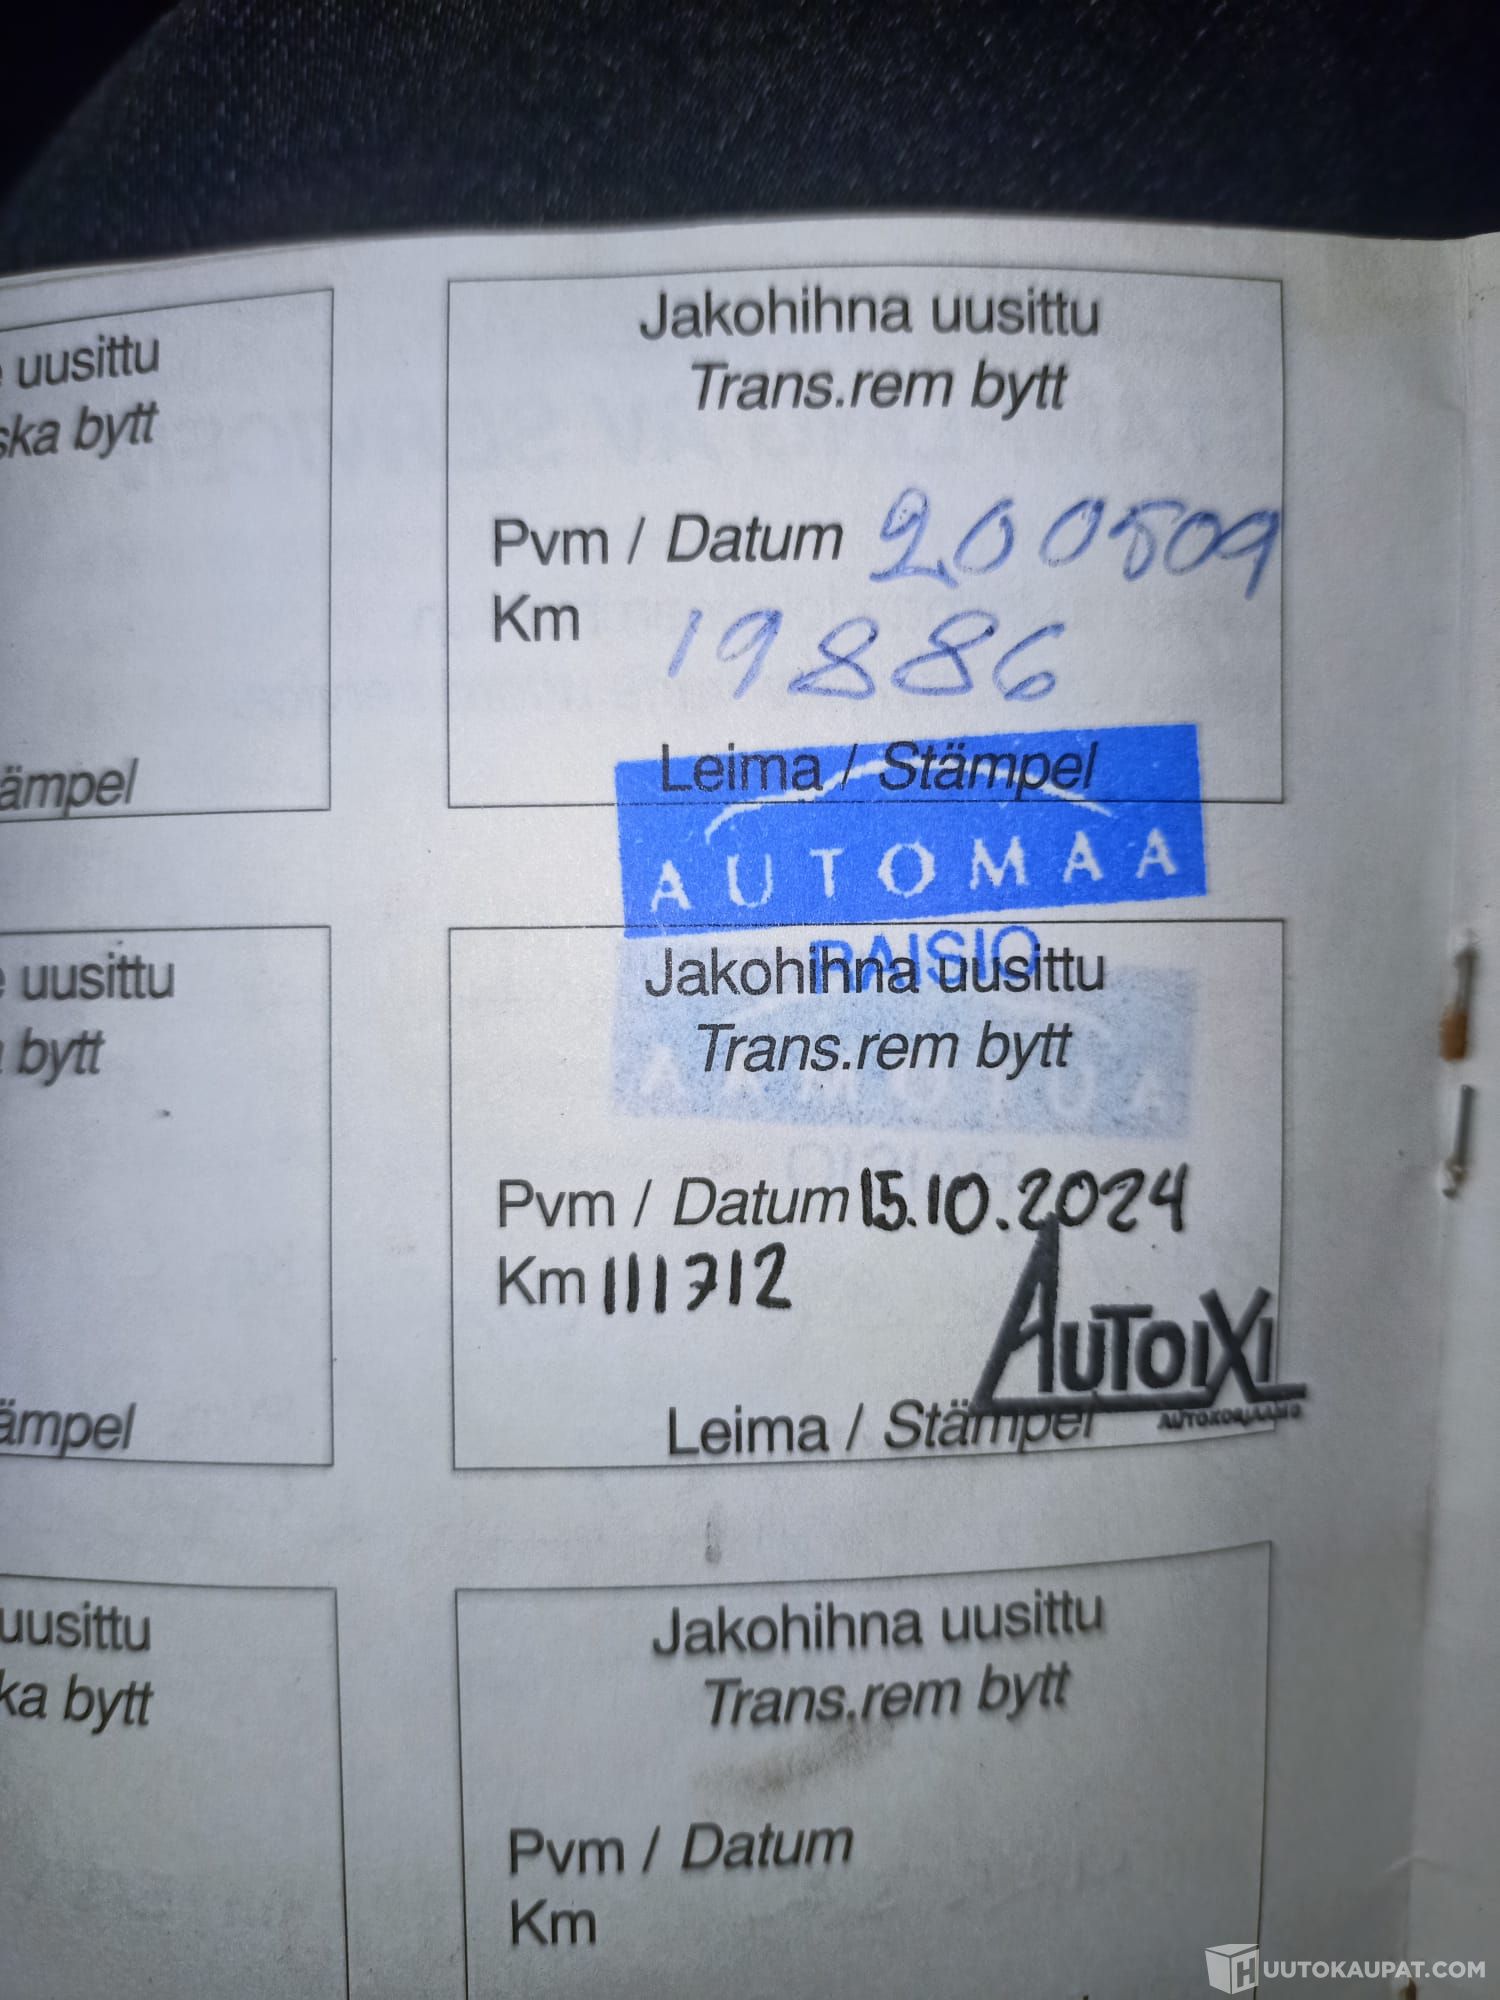 uusittu
ska bytt
ämpel
Jakohihna uusittu
Trans.rem bytt
Pvm / Datum 200509
Km 19886
Leima / Stämpel
AUTOMAA
RAISIO
uusittu
bytt
ämpel
Jakohihna uusittu
Trans.rem bytt
Pvm / Datum 15.10.2024
Km 111712
AUTOIXI
AUTOKORJAAMO
Leima / Stämpel
uusittu
ka bytt
Jakohihna uusittu
Trans.rem bytt
Pvm / Datum
Km
HUUTOKAUPAT.COM